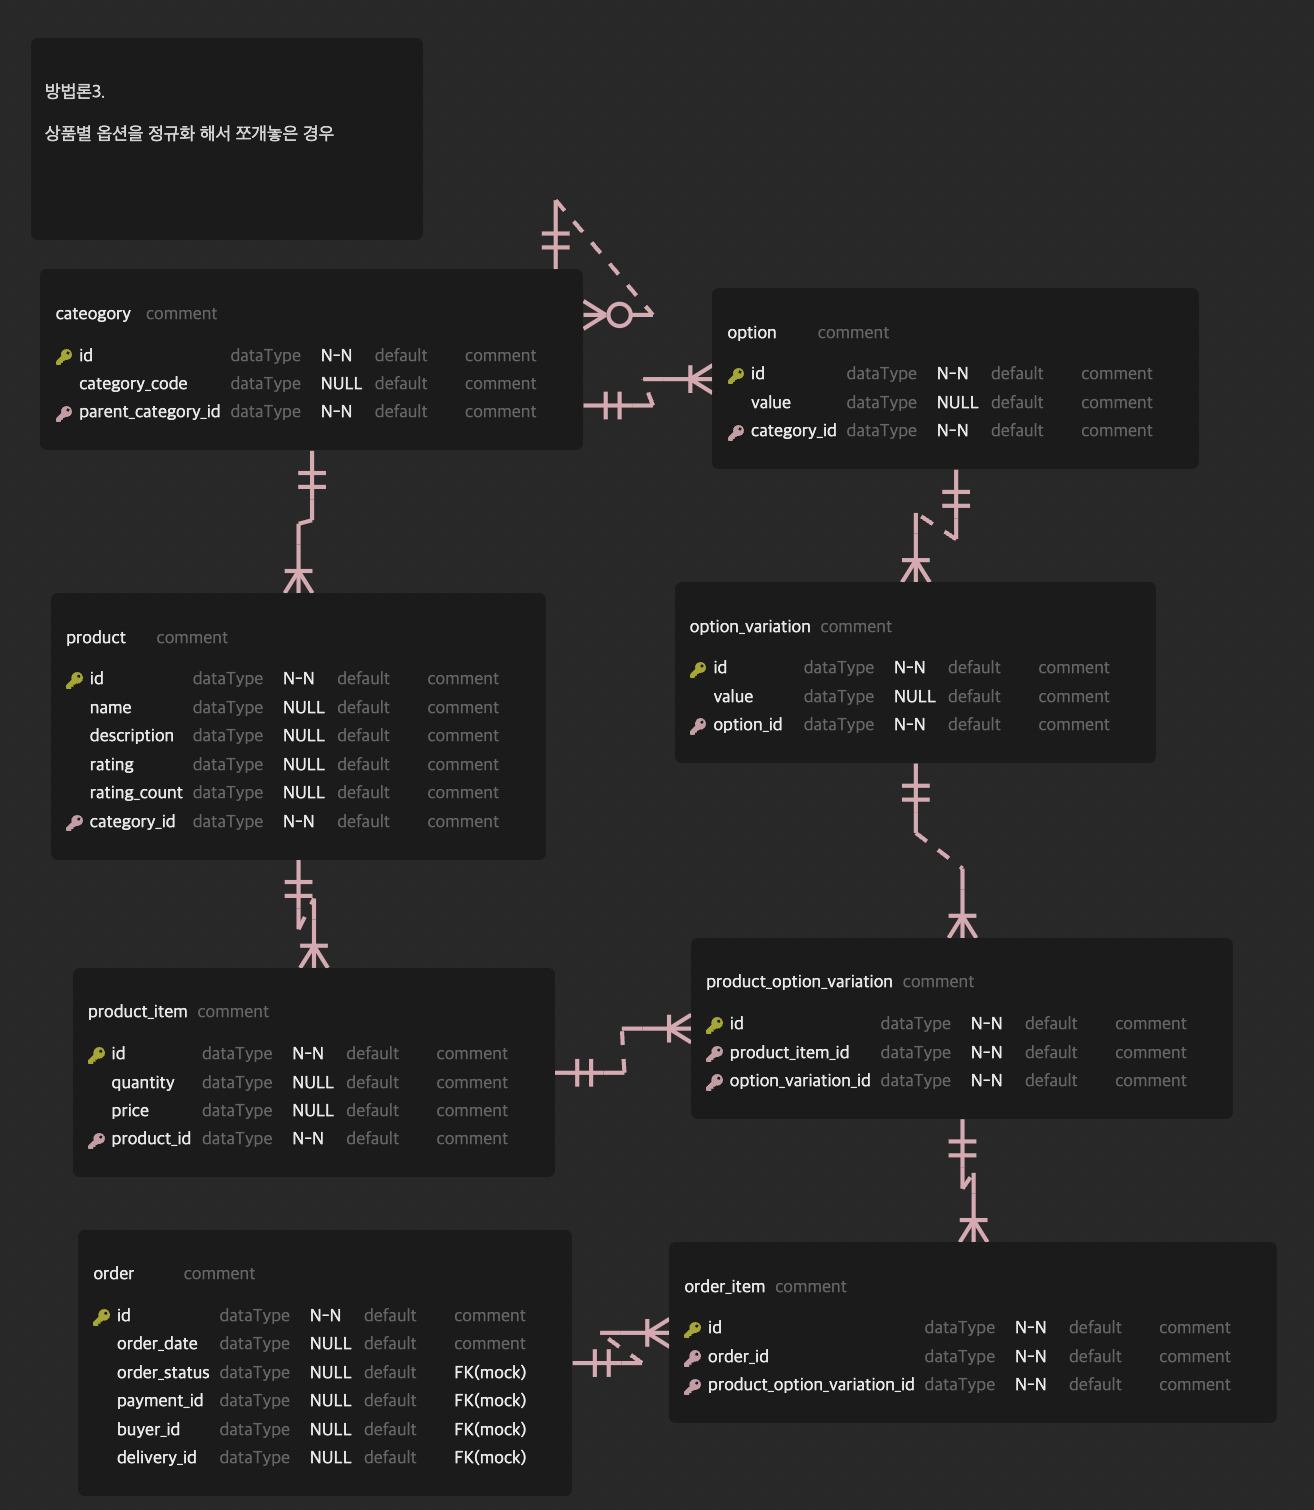 방법론3.
상품별 옵션을 정규화 해서 쪼개놓은 경우
cateogory comment
id dataType N-N default comment
category_code dataType NULL default comment
parent_category_id dataType N-N default comment
option comment
id dataType N-N default comment
value dataType NULL default comment
category_id dataType N-N default comment
product comment
id dataType N-N default comment
name dataType NULL default comment
description dataType NULL default comment
rating dataType NULL default comment
rating_count dataType NULL default comment
category_id dataType N-N default comment
option_variation comment
id dataType N-N default comment
value dataType NULL default comment
option_id dataType N-N default comment
product_item comment
id dataType N-N default comment
quantity dataType NULL default comment
price dataType NULL default comment
product_id dataType N-N default comment
product_option_variation comment
id dataType N-N default comment
product_item_id dataType N-N default comment
option_variation_id dataType N-N default comment
order comment
id dataType N-N default comment
order_date dataType NULL default comment
order_status dataType NULL default FK(mock)
payment_id dataType NULL default FK(mock)
buyer_id dataType NULL default FK(mock)
delivery_id dataType NULL default FK(mock)
order_item comment
id dataType N-N default comment
order_id dataType N-N default comment
product_option_variation_id dataType N-N default comment